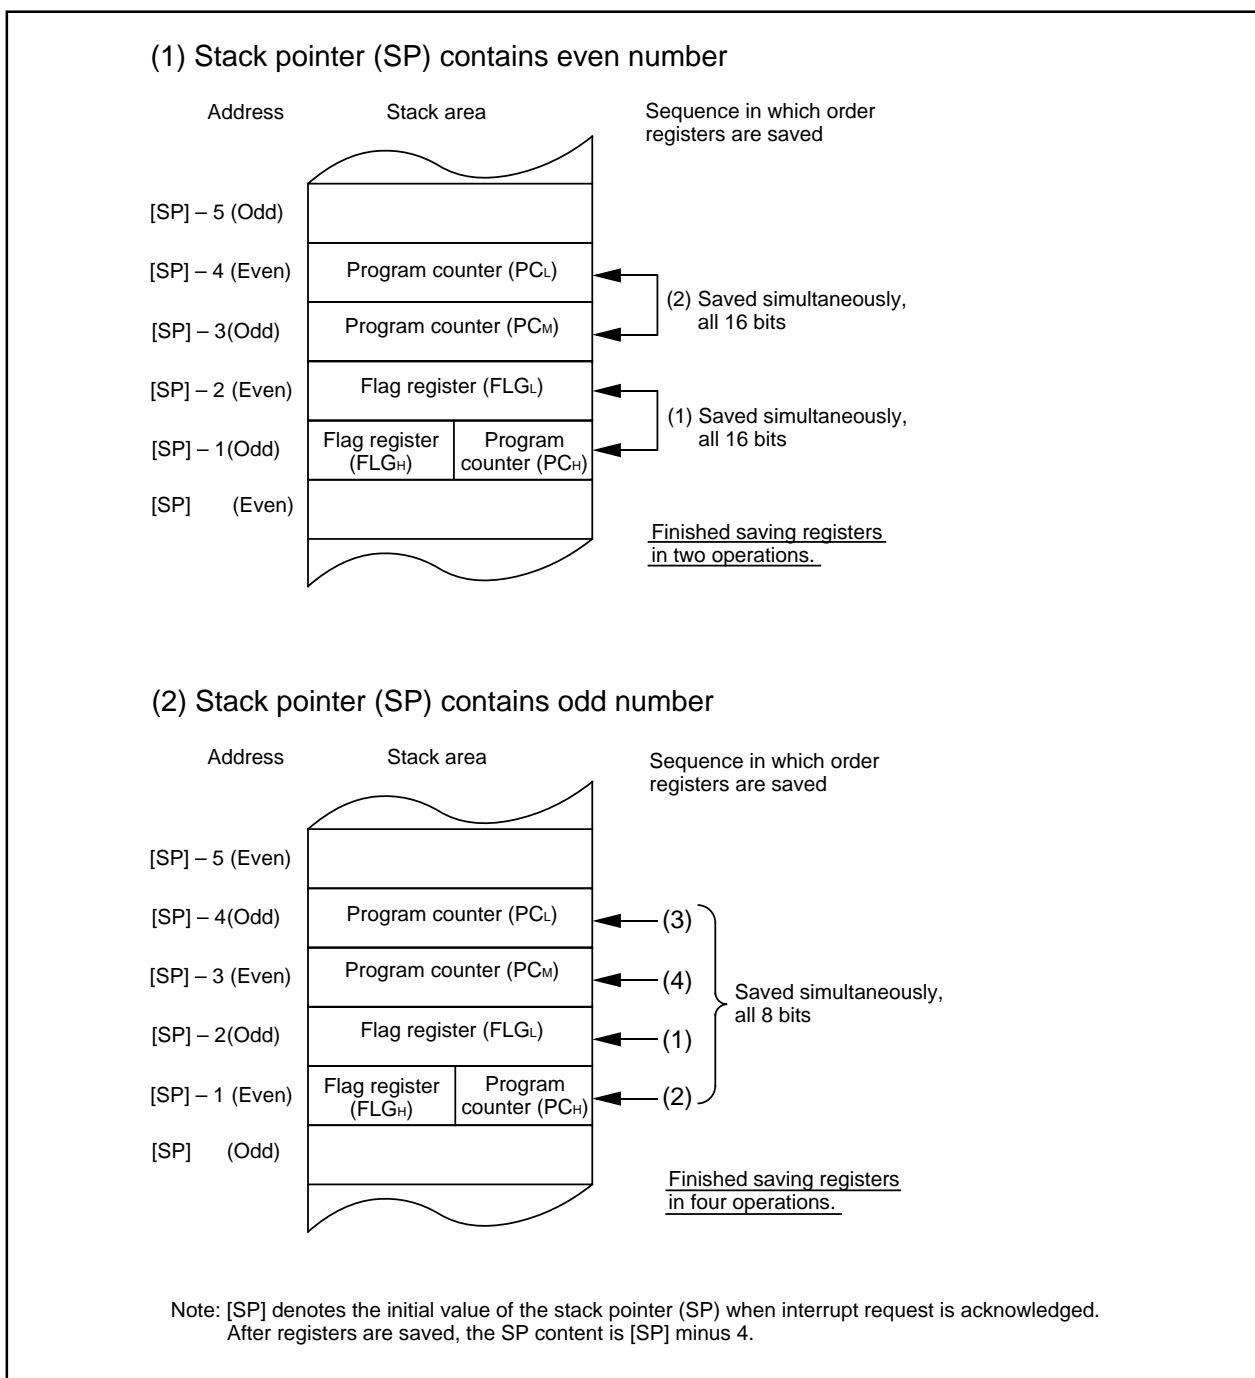 (1) Stack pointer (SP) contains even number
Address Stack area Sequence in which order
registers are saved
[SP] – 5 (Odd)
[SP] – 4 (Even) Program counter (PCL)
(2) Saved simultaneously,
all 16 bits
[SP] – 3(Odd) Program counter (PCM)
[SP] – 2 (Even) Flag register (FLGL)
(1) Saved simultaneously,
all 16 bits
[SP] – 1(Odd) Flag register Program
(FLGH) counter (PCH)
[SP] (Even)
Finished saving registers
in two operations.
(2) Stack pointer (SP) contains odd number
Address Stack area Sequence in which order
registers are saved
[SP] – 5 (Even)
[SP] – 4(Odd) Program counter (PCL) (3)
[SP] – 3 (Even) Program counter (PCM) (4)
Saved simultaneously,
all 8 bits
[SP] – 2(Odd) Flag register (FLGL) (1)
[SP] – 1 (Even) Flag register Program (2)
(FLGH) counter (PCH)
[SP] (Odd)
Finished saving registers
in four operations.
Note: [SP] denotes the initial value of the stack pointer (SP) when interrupt request is acknowledged.
After registers are saved, the SP content is [SP] minus 4.